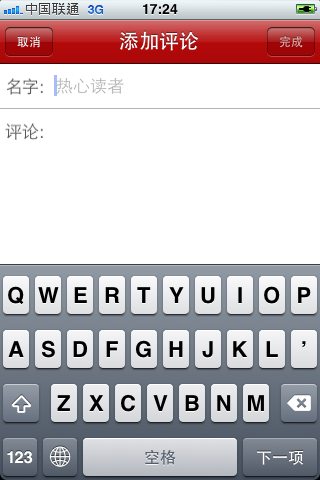 中国联通 3G 17:24
取消 添加评论 完成
名字: 热心读者
评论:
Q W E R T Y U I O P
A S D F G H J K L ’
Z X C V B N M
123 空格 下一项